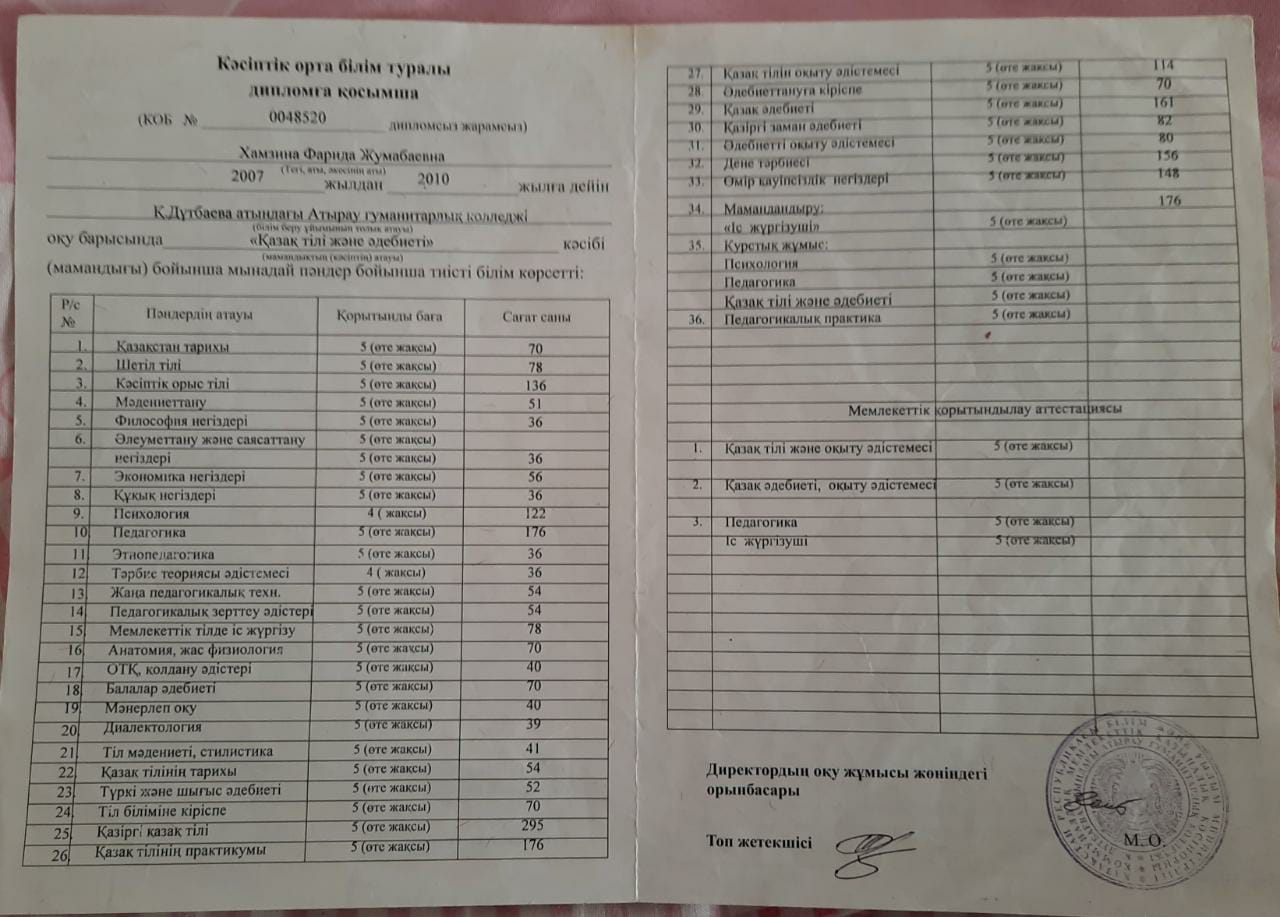 Кәсіптік орта білім туралы
дипломға қосымша
(КОБ № 0048520 дипломсыз жарамсыз)
Хамзина Фарида Жумабаевна
(Тегі, аты, әкесінің аты)
2007 жылдан 2010 жылға дейін
Қ.Дүтбаева атындағы Атырау гуманитарлық колледжі
(білім беру ұйымының толық атауы)
оқу барысында «Қазақ тілі және әдебиеті» кәсібі
(мамандықтың (кәсіптің) атауы)
(мамандығы) бойынша мынадай пәндер бойынша тиісті білім көрсетті:
Р/с № Пәндердің атауы Қорытынды баға Сағат саны
1. Қазақстан тарихы 5 (өте жақсы) 70
2. Шетіл тілі 5 (өте жақсы) 78
3. Кәсіптік орыс тілі 5 (өте жақсы) 136
4. Мәдениеттану 5 (өте жақсы) 51
5. Философия негіздері 5 (өте жақсы) 36
6. Әлеуметтану және саясаттану 5 (өте жақсы)
негіздері 5 (өте жақсы) 36
7. Экономика негіздері 5 (өте жақсы) 56
8. Құқық негіздері 5 (өте жақсы) 36
9. Психология 4 ( жақсы) 122
10 Педагогика 5 (өте жақсы) 176
11 Этнопедагогика 5 (өте жақсы) 36
12 Тәрбие теориясы әдістемесі 4 ( жақсы) 36
13 Жаңа педагогикалық техн. 5 (өте жақсы) 54
14 Педагогикалық зерттеу әдістері 5 (өте жақсы) 54
15 Мемлекеттік тілде іс жүргізу 5 (өте жақсы) 78
16 Анатомия, жас физиология 5 (өте жақсы) 70
17 ОТҚ, қолдану әдістері 5 (өте жақсы) 40
18 Балалар әдебиеті 5 (өте жақсы) 70
19 Мәнерлеп оқу 5 (өте жақсы) 40
20 Диалектология 5 (өте жақсы) 39
21 Тіл мәдениеті, стилистика 5 (өте жақсы) 41
22 Қазақ тілінің тарихы 5 (өте жақсы) 54
23 Түркі және шығыс әдебиеті 5 (өте жақсы) 52
24 Тіл біліміне кіріспе 5 (өте жақсы) 70
25 Қазіргі қазақ тілі 5 (өте жақсы) 295
26 Қазақ тілінің практикумы 5 (өте жақсы) 176
27. Қазақ тілін оқыту әдістемесі 5 (өте жақсы) 114
28. Әдебиеттануға кіріспе 5 (өте жақсы) 70
29. Қазақ әдебиеті 5 (өте жақсы) 161
30. Қазіргі заман әдебиеті 5 (өте жақсы) 82
31. Әдебиетті оқыту әдістемесі 5 (өте жақсы) 80
32. Дене тәрбиесі 5 (өте жақсы) 156
33. Өмір қауіпсіздік негіздері 5 (өте жақсы) 148
34. Мамандандыру: 176
«Іс жүргізуші» 5 (өте жақсы)
35. Курстық жұмыс:
Психология 5 (өте жақсы)
Педагогика 5 (өте жақсы)
Қазақ тілі және әдебиеті 5 (өте жақсы)
36. Педагогикалық практика 5 (өте жақсы)
Мемлекеттік қорытындылау аттестациясы
1. Қазақ тілі және оқыту әдістемесі 5 (өте жақсы)
2. Қазақ әдебиеті, оқыту әдістемесі 5 (өте жақсы)
3. Педагогика 5 (өте жақсы)
Іс жүргізуші 5 (өте жақсы)
Директордың оқу жұмысы жөніндегі
орынбасары
Топ жетекшісі
М.О.